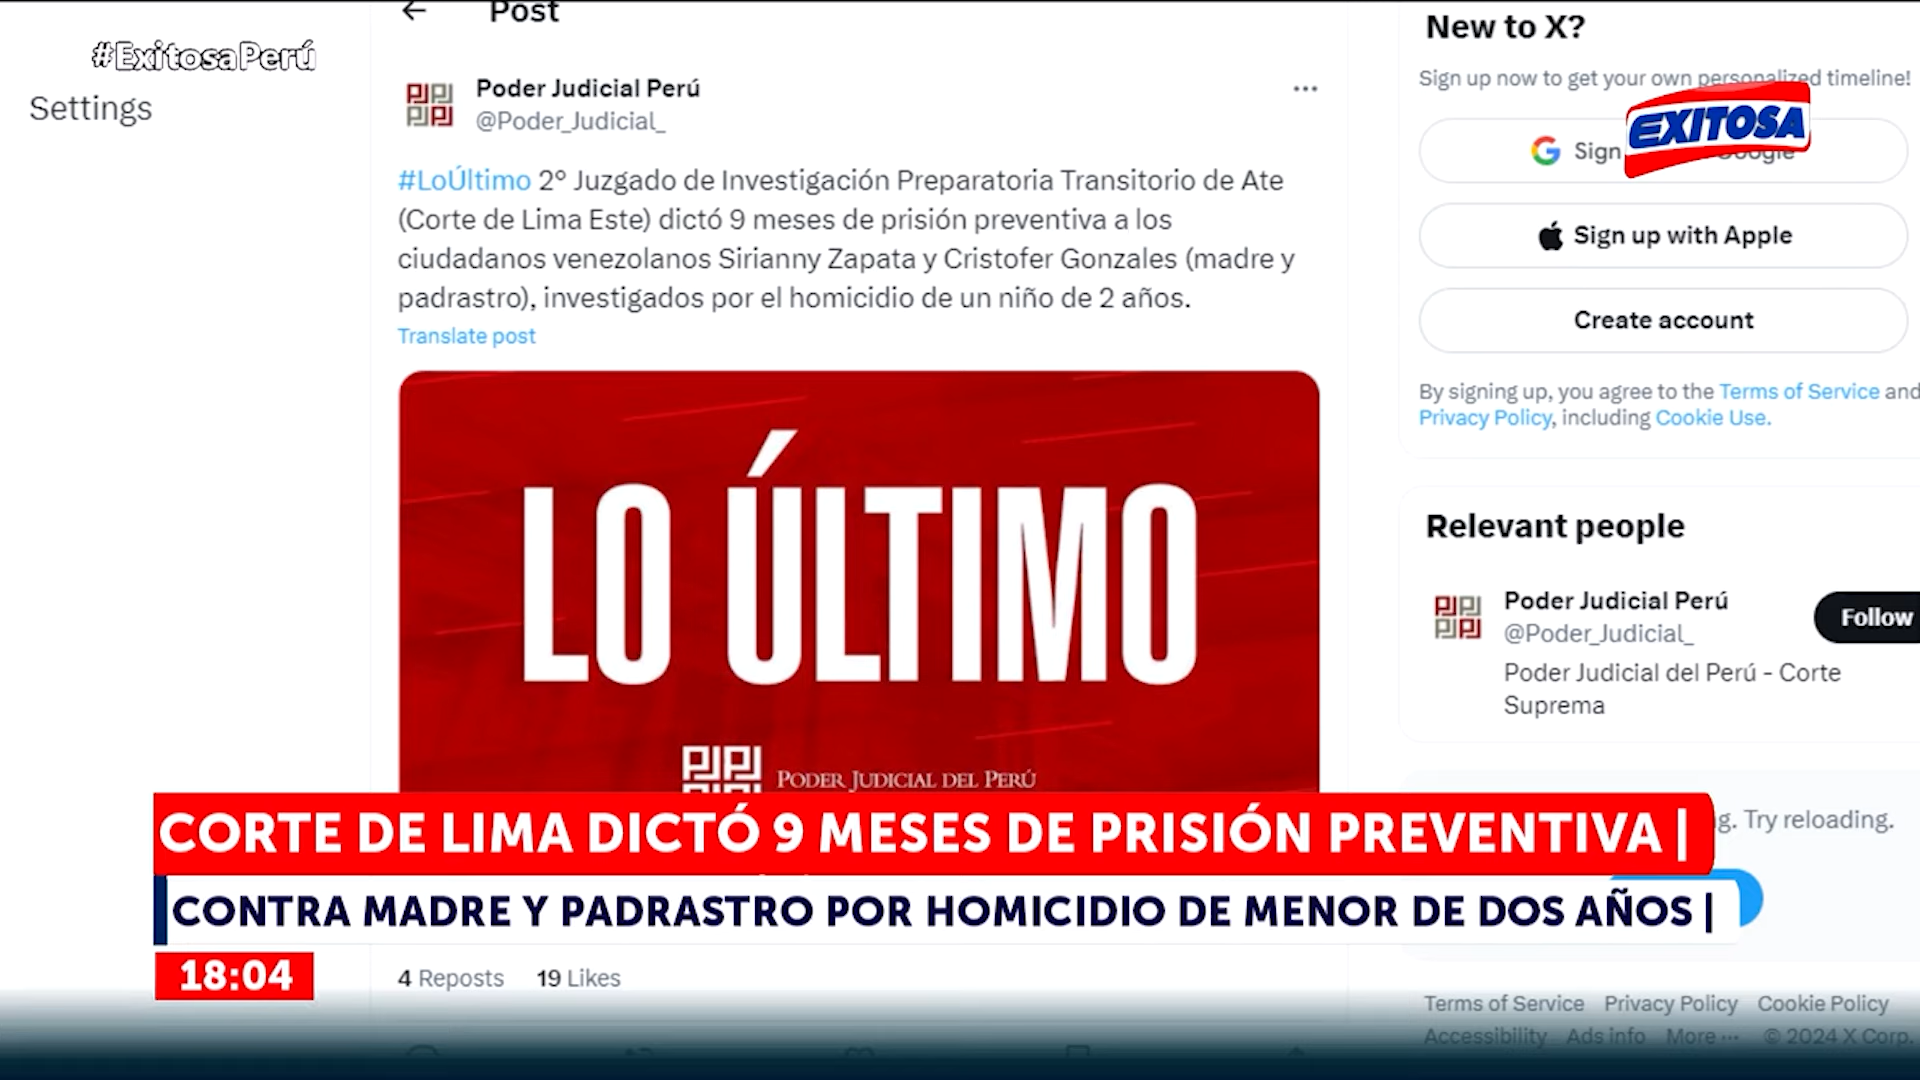 #ExitosaPerú
Settings
Post
Poder Judicial Perú
@Poder_Judicial_
#LoÚltimo 2° Juzgado de Investigación Preparatoria Transitorio de Ate
(Corte de Lima Este) dictó 9 meses de prisión preventiva a los
ciudadanos venezolanos Sirianny Zapata y Cristofer Gonzales (madre y
padrastro), investigados por el homicidio de un niño de 2 años.
Translate post
LO ÚLTIMO
PODER JUDICIAL DEL PERÚ
New to X?
Sign up now to get your own personalized timeline!
EXITOSA
Sign Google
Sign up with Apple
Create account
By signing up, you agree to the Terms of Service and
Privacy Policy, including Cookie Use.
Relevant people
Poder Judicial Perú
@Poder_Judicial_
Follow
Poder Judicial del Perú - Corte
Suprema
Try reloading.
CORTE DE LIMA DICTÓ 9 MESES DE PRISIÓN PREVENTIVA |
CONTRA MADRE Y PADRASTRO POR HOMICIDIO DE MENOR DE DOS AÑOS |
18:04
4 Reposts 19 Likes
Terms of Service Privacy Policy Cookie Policy
Accessibility Ads info More ··· © 2024 X Corp.